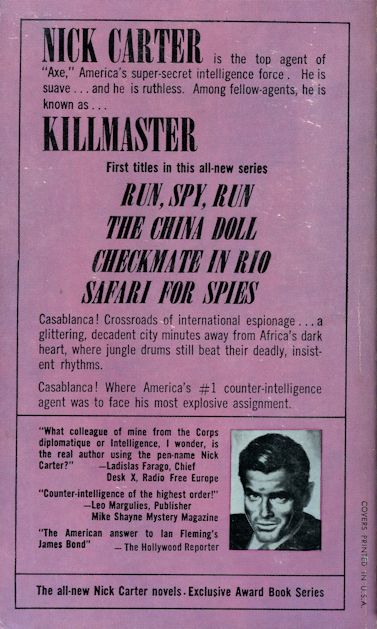 NICK CARTER is the top agent of
"Axe," America's super-secret intelligence force. He is
suave...and he is ruthless. Among fellow-agents, he is
known as...
KILLMASTER
First titles in this all-new series
RUN, SPY, RUN
THE CHINA DOLL
CHECKMATE IN RIO
SAFARI FOR SPIES
Casablanca! Crossroads of international espionage...a
glittering, decadent city minutes away from Africa's dark
heart, where jungle drums still beat their deadly, insist-
ent rhythms.
Casablanca! Where America's #1 counter-intelligence
agent was to face his most explosive assignment.
"What colleague of mine from the Corps
diplomatique or Intelligence, I wonder, is
the real author using the pen-name Nick
Carter?" —Ladislas Farago, Chief
Desk X, Radio Free Europe
"Counter-intelligence of the highest order!"
—Leo Margulies, Publisher
Mike Shayne Mystery Magazine
"The American answer to Ian Fleming's
James Bond" —The Hollywood Reporter
COVERS PRINTED IN U.S.A.
The all-new Nick Carter novels · Exclusive Award Book Series